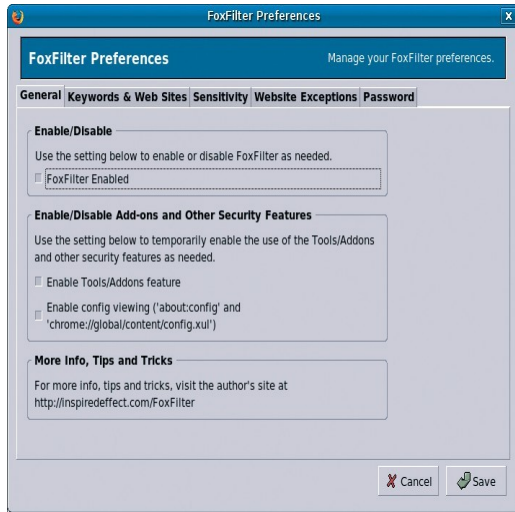 FoxFilter Preferences
X
FoxFilter Preferences
Manage your FoxFilter preferences.
General Keywords & Web Sites Sensitivity Website Exceptions Password
Enable/Disable
Use the setting below to enable or disable FoxFilter as needed.
FoxFilter Enabled
Enable/Disable Add-ons and Other Security Features
Use the setting below to temporarily enable the use of the Tools/Addons
and other security features as needed.
Enable Tools/Addons feature
Enable config viewing ('about:config' and
'chrome://global/content/config.xul')
More Info, Tips and Tricks
For more info, tips and tricks, visit the author's site at
http://inspiredeffect.com/FoxFilter
Cancel
Save